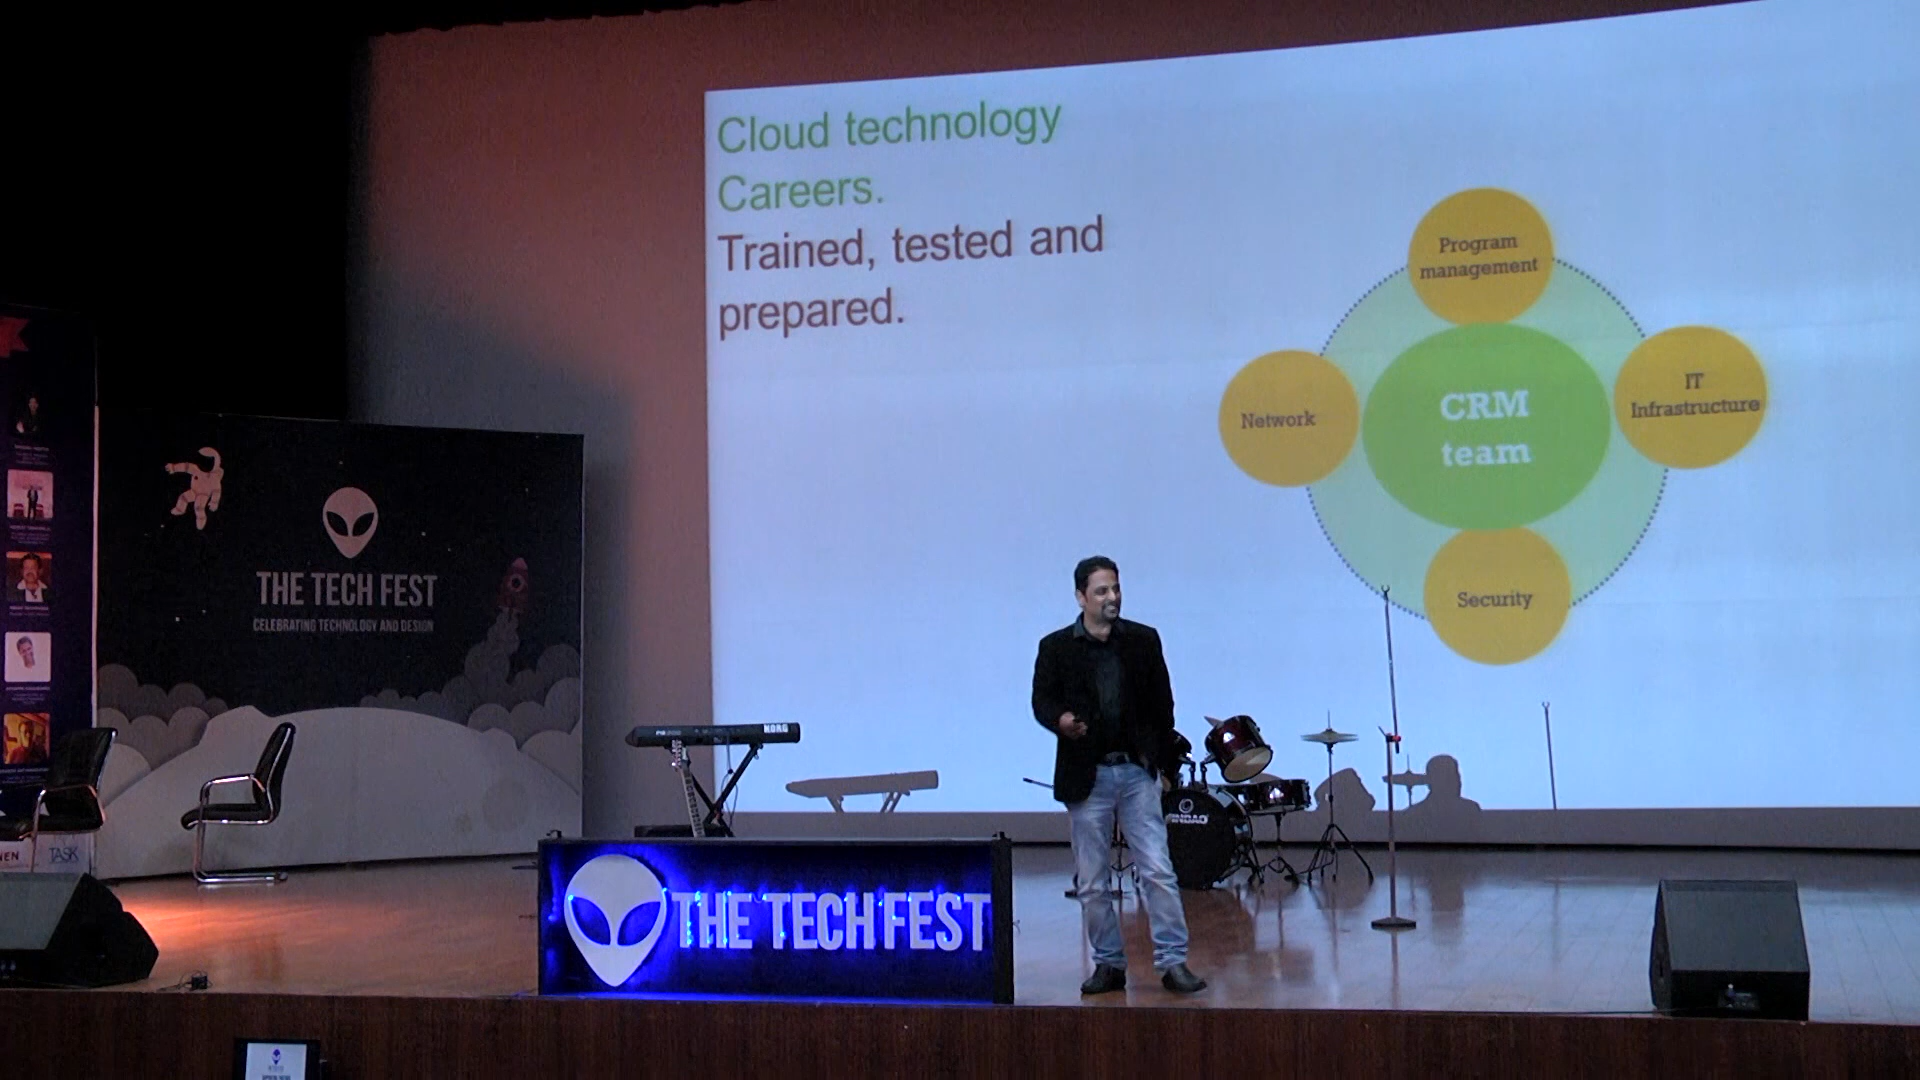 Cloud technology
Careers.
Trained, tested and
prepared.
Program
management
Network
CRM
team
IT
Infrastructure
Security
THE TECH FEST
CELEBRATING TECHNOLOGY AND DESIGN
KORG
TASK
THE TECH FEST